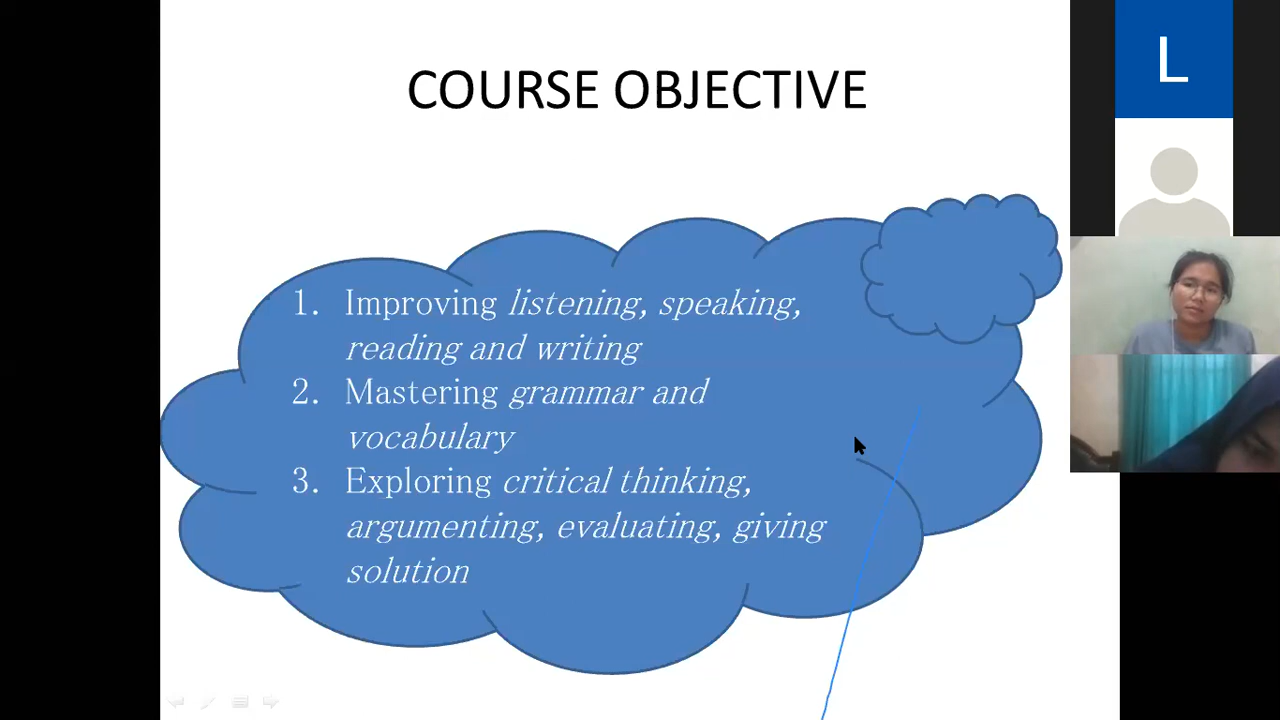 COURSE OBJECTIVE
L
1. Improving listening, speaking,
reading and writing
2. Mastering grammar and
vocabulary
3. Exploring critical thinking,
argumenting, evaluating, giving
solution